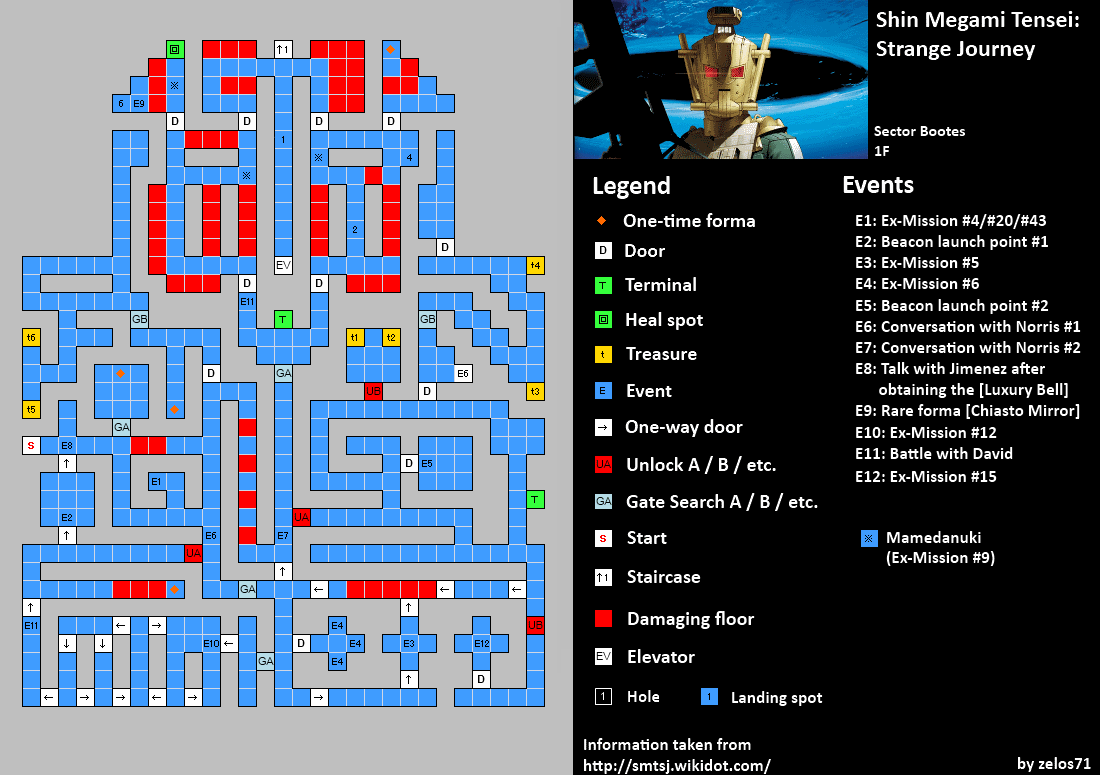 Shin Megami Tensei:
Strange Journey
Sector Bootes
1F
Legend
One-time forma
D Door
T Terminal
Heal spot
t Treasure
E Event
→ One-way door
UA Unlock A / B / etc.
GA Gate Search A / B / etc.
S Start
↑1 Staircase
Damaging floor
EV Elevator
1 Hole
1 Landing spot
Events
E1: Ex-Mission #4/#20/#43
E2: Beacon launch point #1
E3: Ex-Mission #5
E4: Ex-Mission #6
E5: Beacon launch point #2
E6: Conversation with Norris #1
E7: Conversation with Norris #2
E8: Talk with Jimenez after
obtaining the [Luxury Bell]
E9: Rare forma [Chiasto Mirror]
E10: Ex-Mission #12
E11: Battle with David
E12: Ex-Mission #15
※ Mamedanuki
(Ex-Mission #9)
Information taken from
http://smtsj.wikidot.com/
by zelos71
↑1
※
6 E9
D D D D
1
※ 4
※
2
D
EV t4
D D
E11
GB T GB
t6 t1 t2
D GA E6
UB D t3
t5
GA
S E8
↑ D E5
E1
T
E2 UA
↑ E6 E7
UA
↑
GA ← ← ←
↑ ↑
E11 ← → E4 UB
↓ ↓ E10 ← D E4 E3 E12
GA E4
↑ D
← → → ← → →